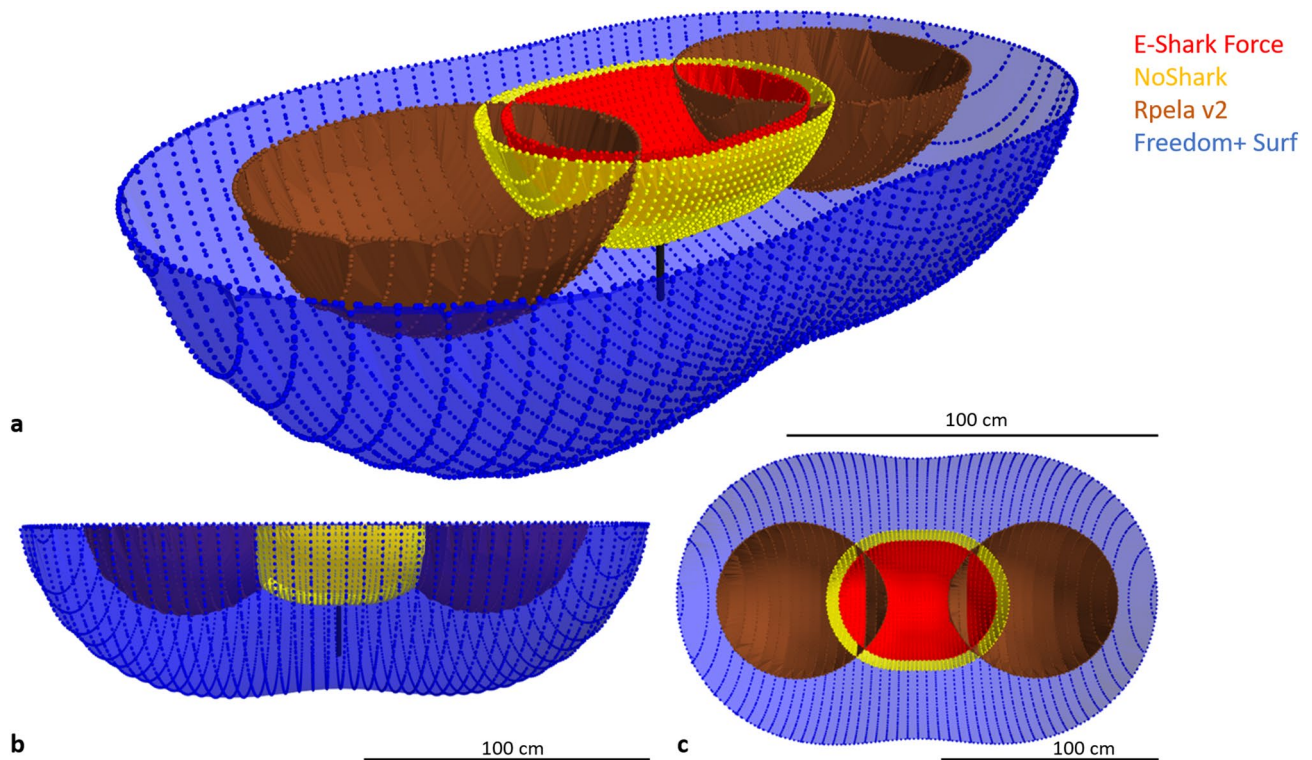 E-Shark Force
NoShark
Rpela v2
Freedom+ Surf
a
100 cm
b
100 cm
c
100 cm